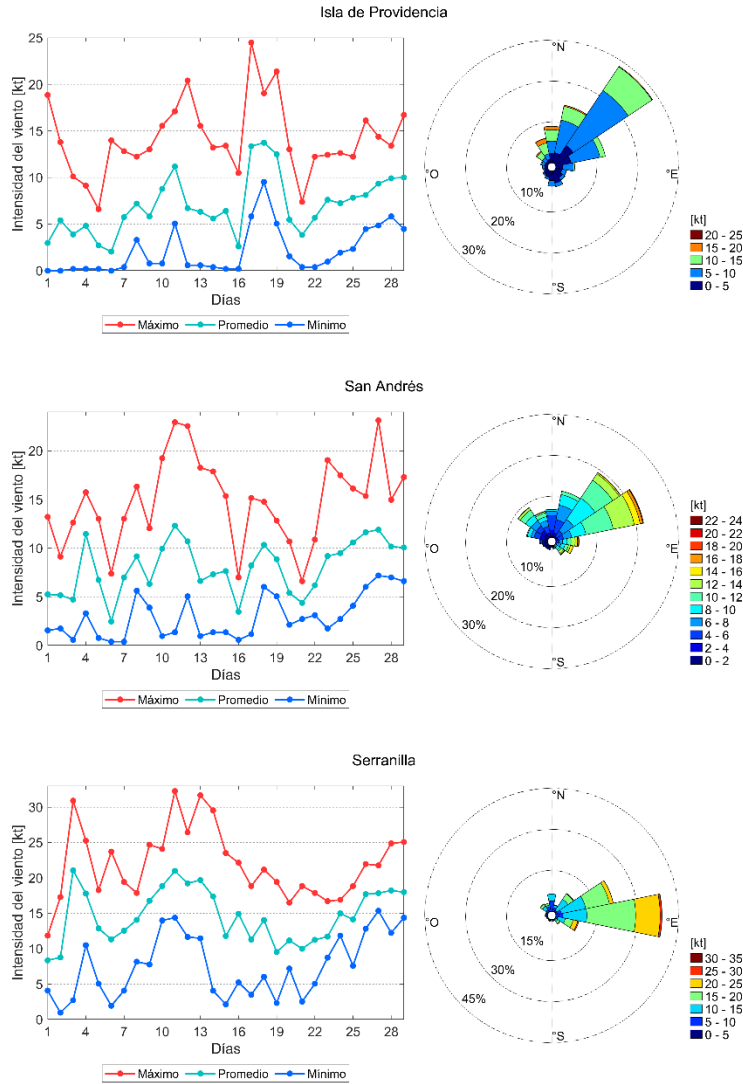 Isla de Providencia
Intensidad del viento [kt]
25
20
15
10
5
0
1 4 7 10 13 16 19 22 25 28
Días
Máximo Promedio Mínimo
°N
°O
°E
°S
10%
20%
30%
[kt]
20 - 25
15 - 20
10 - 15
5 - 10
0 - 5
San Andrés
Intensidad del viento [kt]
20
15
10
5
0
1 4 7 10 13 16 19 22 25 28
Días
Máximo Promedio Mínimo
°N
°O
°E
°S
10%
20%
30%
[kt]
22 - 24
20 - 22
18 - 20
16 - 18
14 - 16
12 - 14
10 - 12
8 - 10
6 - 8
4 - 6
2 - 4
0 - 2
Serranilla
Intensidad del viento [kt]
30
25
20
15
10
5
0
1 4 7 10 13 16 19 22 25 28
Días
Máximo Promedio Mínimo
°N
°O
°E
°S
15%
30%
45%
[kt]
30 - 35
25 - 30
20 - 25
15 - 20
10 - 15
5 - 10
0 - 5